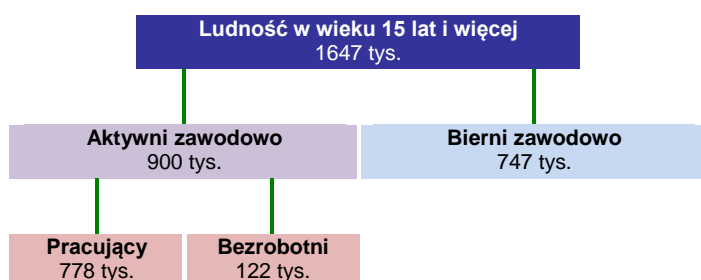 Ludność w wieku 15 lat i więcej
1647 tys.
Aktywni zawodowo
900 tys.
Bierni zawodowo
747 tys.
Pracujący
778 tys.
Bezrobotni
122 tys.